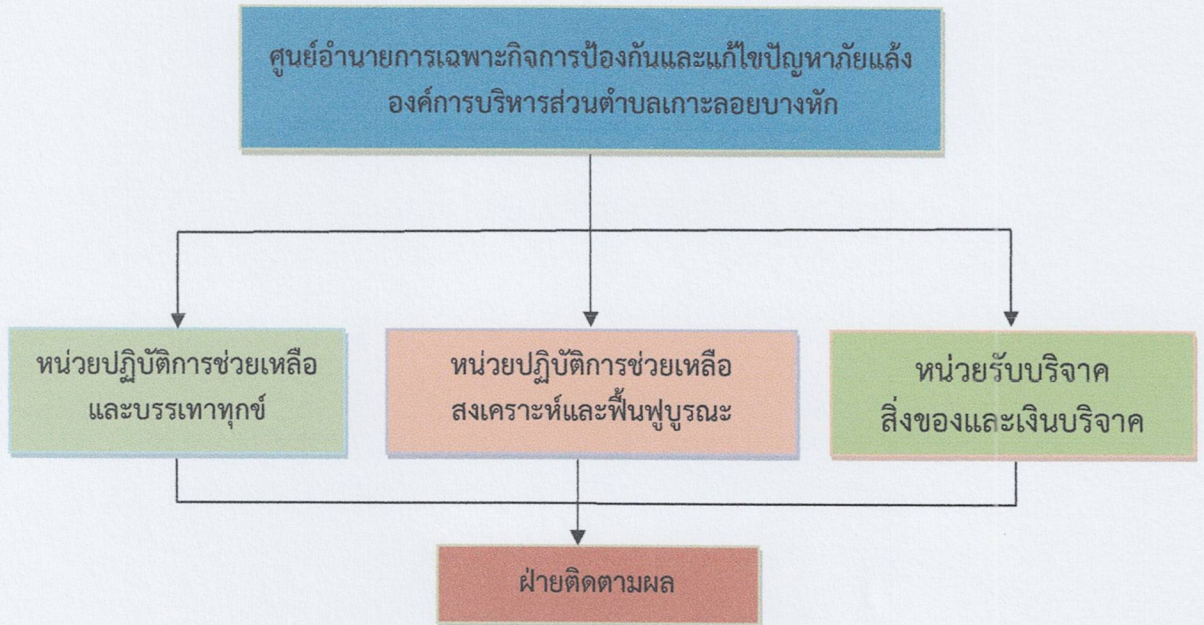 ศูนย์อำนายการเฉพาะกิจการป้องกันและแก้ไขปัญหาภัยแล้ง
องค์การบริหารส่วนตำบลเกาะลอยบางหัก
หน่วยปฏิบัติการช่วยเหลือ
และบรรเทาทุกข์
หน่วยปฏิบัติการช่วยเหลือ
สงเคราะห์และฟื้นฟูบูรณะ
หน่วยรับบริจาค
สิ่งของและเงินบริจาค
ฝ่ายติดตามผล